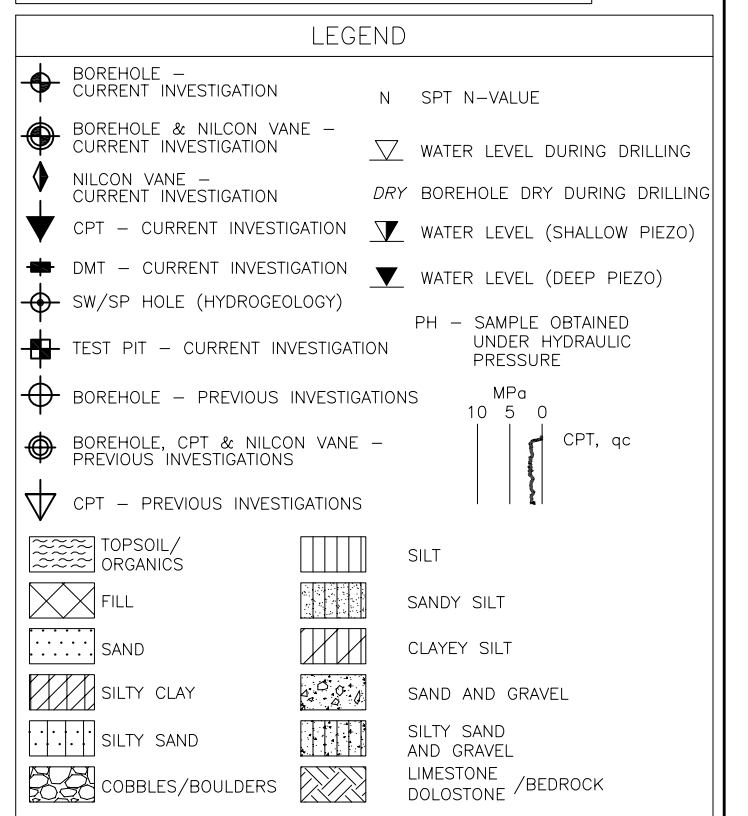 LEGEND
BOREHOLE –
CURRENT INVESTIGATION
BOREHOLE & NILCON VANE –
CURRENT INVESTIGATION
NILCON VANE –
CURRENT INVESTIGATION
CPT – CURRENT INVESTIGATION
DMT – CURRENT INVESTIGATION
SW/SP HOLE (HYDROGEOLOGY)
TEST PIT – CURRENT INVESTIGATION
BOREHOLE – PREVIOUS INVESTIGATIONS
BOREHOLE, CPT & NILCON VANE –
PREVIOUS INVESTIGATIONS
CPT – PREVIOUS INVESTIGATIONS
N SPT N–VALUE
WATER LEVEL DURING DRILLING
DRY BOREHOLE DRY DURING DRILLING
WATER LEVEL (SHALLOW PIEZO)
WATER LEVEL (DEEP PIEZO)
PH – SAMPLE OBTAINED
UNDER HYDRAULIC
PRESSURE
MPa
10 5 0
CPT, qc
TOPSOIL/
ORGANICS
FILL
SAND
SILTY CLAY
SILTY SAND
COBBLES/BOULDERS
SILT
SANDY SILT
CLAYEY SILT
SAND AND GRAVEL
SILTY SAND
AND GRAVEL
LIMESTONE
DOLOSTONE /BEDROCK